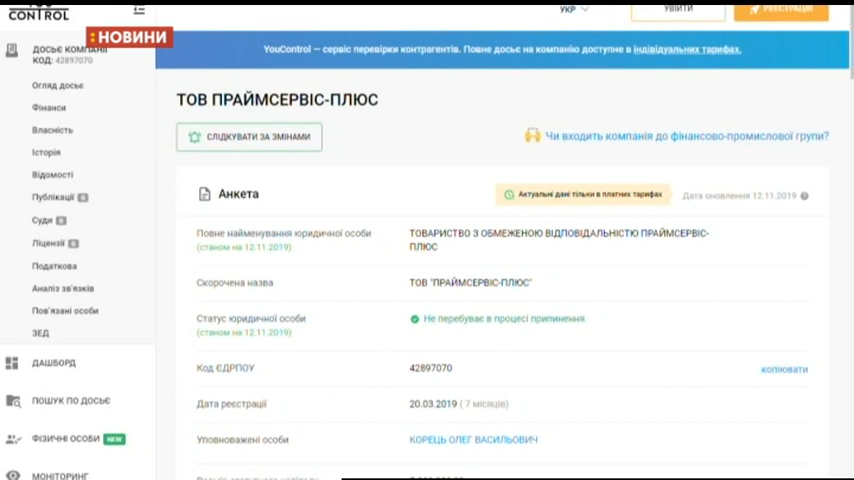 CONTROL
УКР
УВІЙТИ
РЕЄСТРАЦІЯ
НОВИНИ
ДОСЬЄ КОМПАНІЇ
КОД: 42897070
YouControl — сервіс перевірки контрагентів. Повне досьє на компанію доступне в індивідуальних тарифах.
Огляд досьє
Фінанси
Власність
Історія
Відомості
Публікації 0
Суди 0
Ліцензії 0
Податкова
Аналіз зв'язків
Пов'язані особи
ЗЕД
ДАШБОРД
ПОШУК ПО ДОСЬЄ
ФІЗИЧНІ ОСОБИ NEW
МОНІТОРИНГ
ТОВ ПРАЙМСЕРВІС-ПЛЮС
СЛІДКУВАТИ ЗА ЗМІНАМИ
Чи входить компанія до фінансово-промислової групи?
Анкета
Актуальні дані тільки в платних тарифах
Дата оновлення 12.11.2019
Повне найменування юридичної особи
(станом на 12.11.2019)
ТОВАРИСТВО З ОБМЕЖЕНОЮ ВІДПОВІДАЛЬНІСТЮ ПРАЙМСЕРВІС-
ПЛЮС
Скорочена назва
ТОВ "ПРАЙМСЕРВІС-ПЛЮС"
Статус юридичної особи
(станом на 12.11.2019)
Не перебуває в процесі припинення
Код ЄДРПОУ
42897070
копіювати
Дата реєстрації
20.03.2019 ( 7 місяців)
Уповноважені особи
КОРЕЦЬ ОЛЕГ ВАСИЛЬОВИЧ